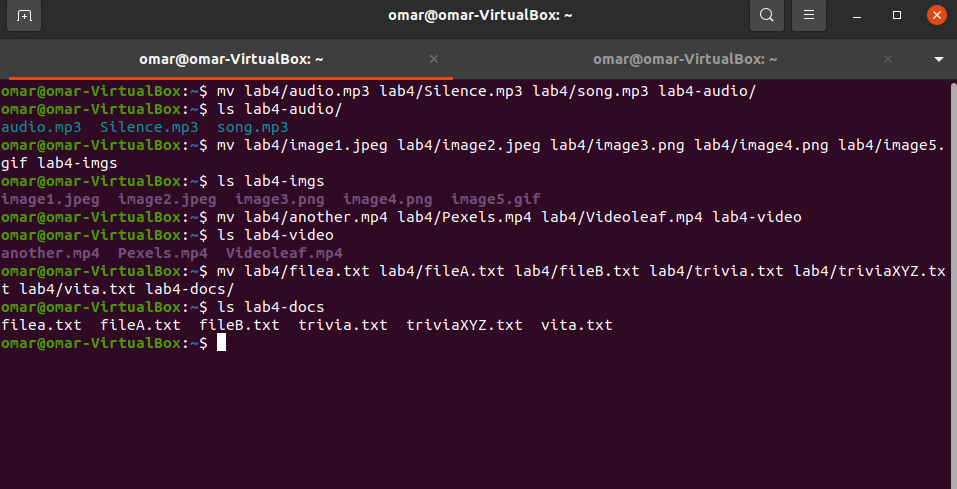 omar@omar-VirtualBox: ~
omar@omar-VirtualBox: ~ × omar@omar-VirtualBox: ~ ×
omar@omar-VirtualBox:~$ mv lab4/audio.mp3 lab4/Silence.mp3 lab4/song.mp3 lab4-audio/
omar@omar-VirtualBox:~$ ls lab4-audio/
audio.mp3  Silence.mp3  song.mp3
omar@omar-VirtualBox:~$ mv lab4/image1.jpeg lab4/image2.jpeg lab4/image3.png lab4/image4.png lab4/image5.
gif lab4-imgs
omar@omar-VirtualBox:~$ ls lab4-imgs
image1.jpeg  image2.jpeg  image3.png  image4.png  image5.gif
omar@omar-VirtualBox:~$ mv lab4/another.mp4 lab4/Pexels.mp4 lab4/Videoleaf.mp4 lab4-video
omar@omar-VirtualBox:~$ ls lab4-video
another.mp4  Pexels.mp4  Videoleaf.mp4
omar@omar-VirtualBox:~$ mv lab4/filea.txt lab4/fileA.txt lab4/fileB.txt lab4/trivia.txt lab4/triviaXYZ.tx
t lab4/vita.txt lab4-docs/
omar@omar-VirtualBox:~$ ls lab4-docs
filea.txt  fileA.txt  fileB.txt  trivia.txt  triviaXYZ.txt  vita.txt
omar@omar-VirtualBox:~$